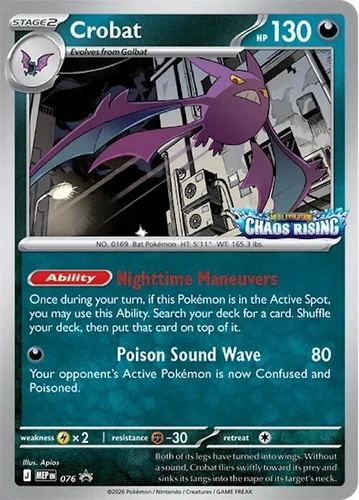 STAGE2
Crobat
HP 130
Evolves from Golbat
MEGA EVOLUTION
CHAOS RISING
NO. 0169 Bat Pokémon HT: 5'11" WT: 165.3 lbs.
Ability Nighttime Maneuvers
Once during your turn, if this Pokémon is in the Active Spot,
you may use this Ability. Search your deck for a card. Shuffle
your deck, then put that card on top of it.
Poison Sound Wave 80
Your opponent's Active Pokémon is now Confused and
Poisoned.
weakness ×2 resistance -30 retreat
Illus. Apios
J MEP EN 076
Both of its legs have turned into wings. Without
a sound, Crobat flies swiftly toward its prey and
sinks its fangs into the nape of its target's neck.
©2026 Pokémon / Nintendo / Creatures / GAME FREAK